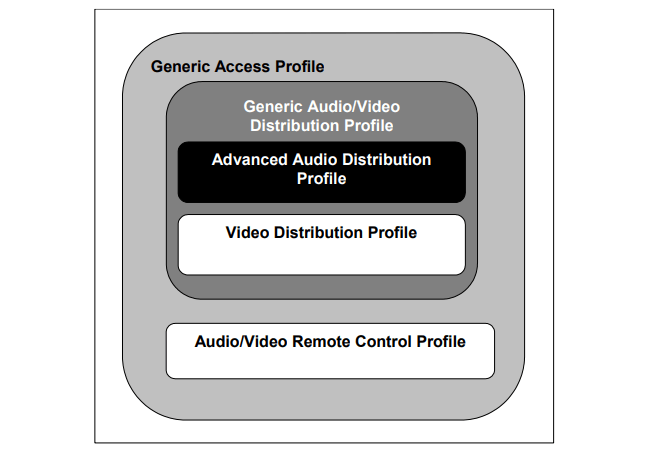 Generic Access Profile
Generic Audio/Video
Distribution Profile
Advanced Audio Distribution
Profile
Video Distribution Profile
Audio/Video Remote Control Profile